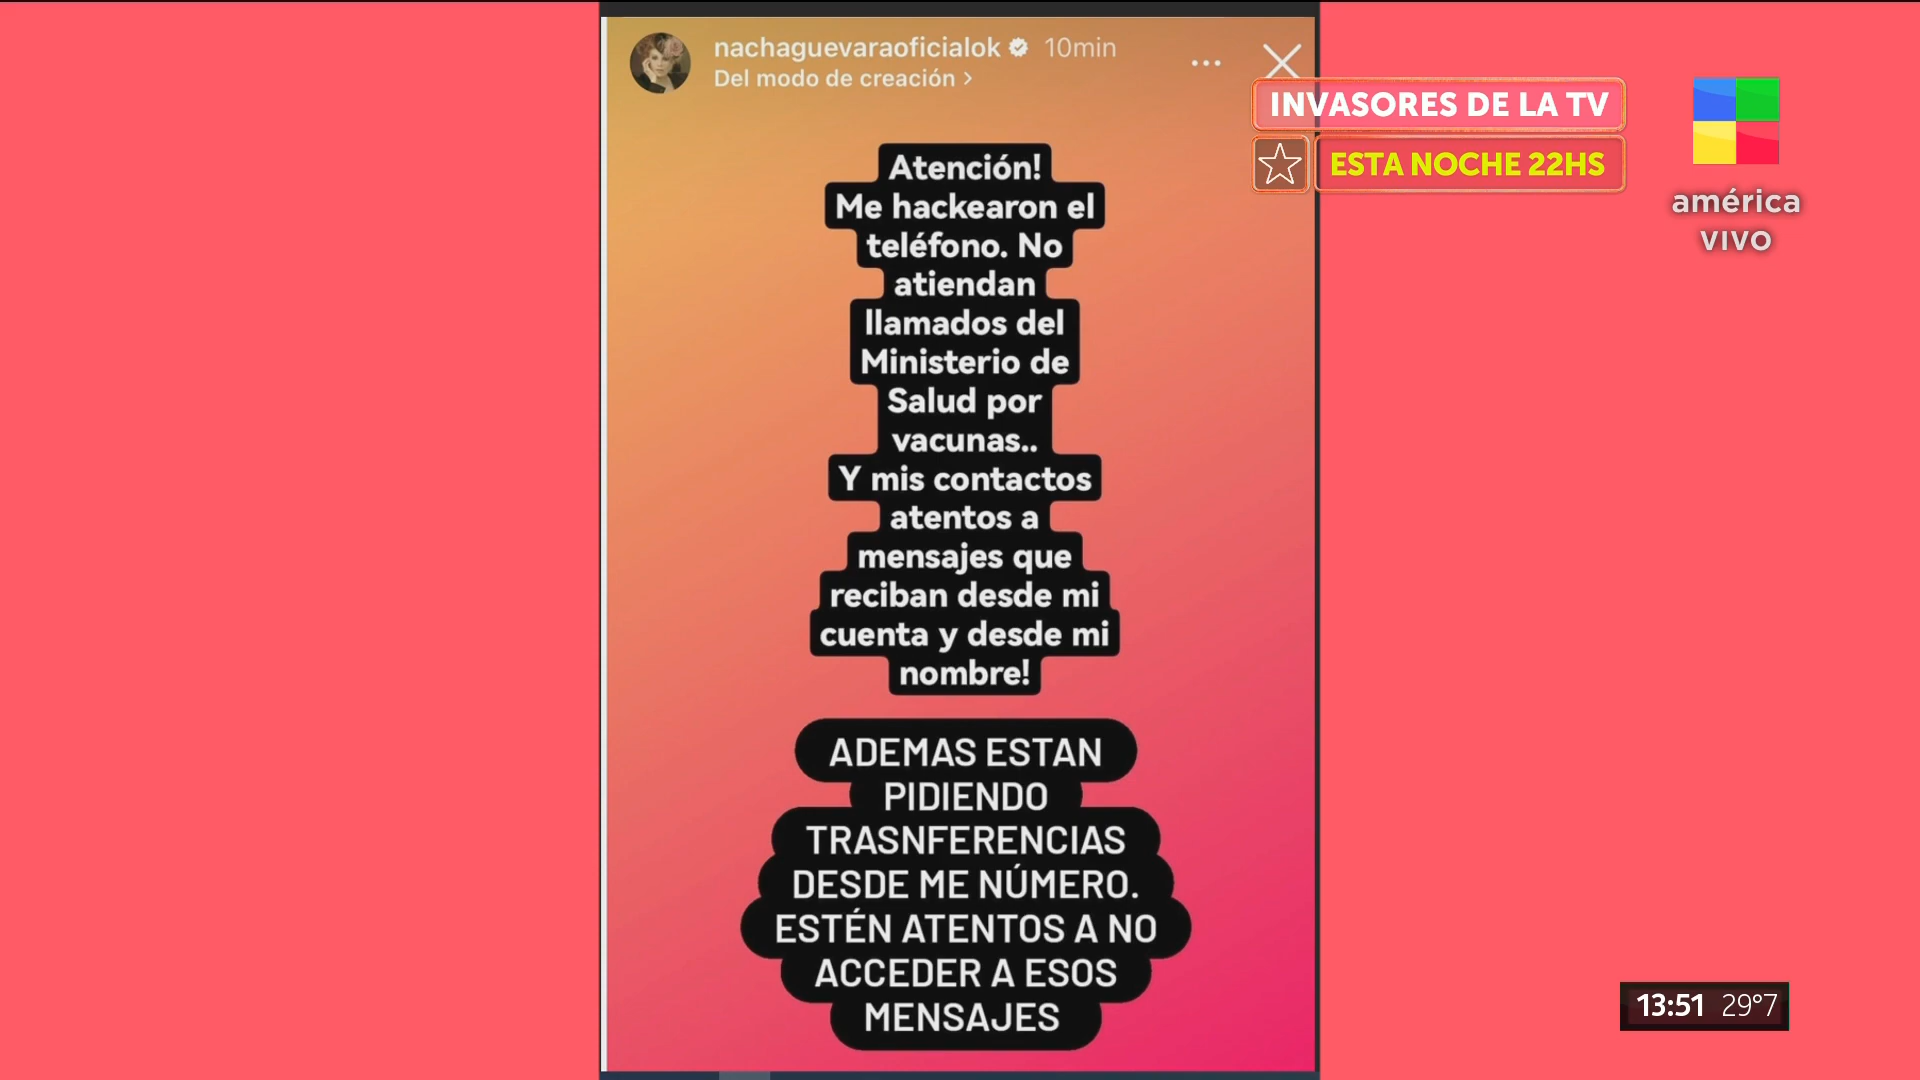 nachaguevaraoficialok 10min
Del modo de creación >
INVASORES DE LA TV
ESTA NOCHE 22HS
américa
VIVO
Atención!
Me hackearon el
teléfono. No
atiendan
llamados del
Ministerio de
Salud por
vacunas..
Y mis contactos
atentos a
mensajes que
reciban desde mi
cuenta y desde mi
nombre!
ADEMAS ESTAN
PIDIENDO
TRASNFERENCIAS
DESDE ME NÚMERO.
ESTÉN ATENTOS A NO
ACCEDER A ESOS
MENSAJES
13:51 29°7